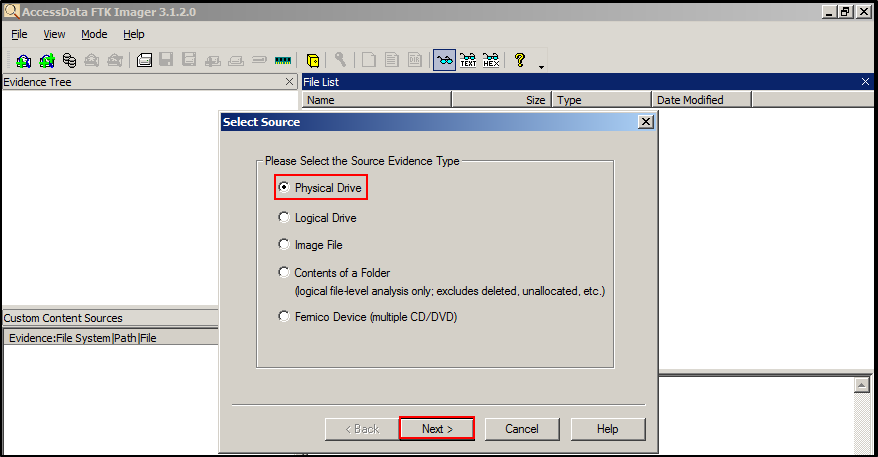 AccessData FTK Imager 3.1.2.0
File View Mode Help
TEXT HEX
Evidence Tree
File List
Name Size Type Date Modified
Select Source
Please Select the Source Evidence Type
Physical Drive
Logical Drive
Image File
Contents of a Folder
(logical file-level analysis only; excludes deleted, unallocated, etc.)
Fernico Device (multiple CD/DVD)
Custom Content Sources
Evidence:File System|Path|File
< Back Next > Cancel Help